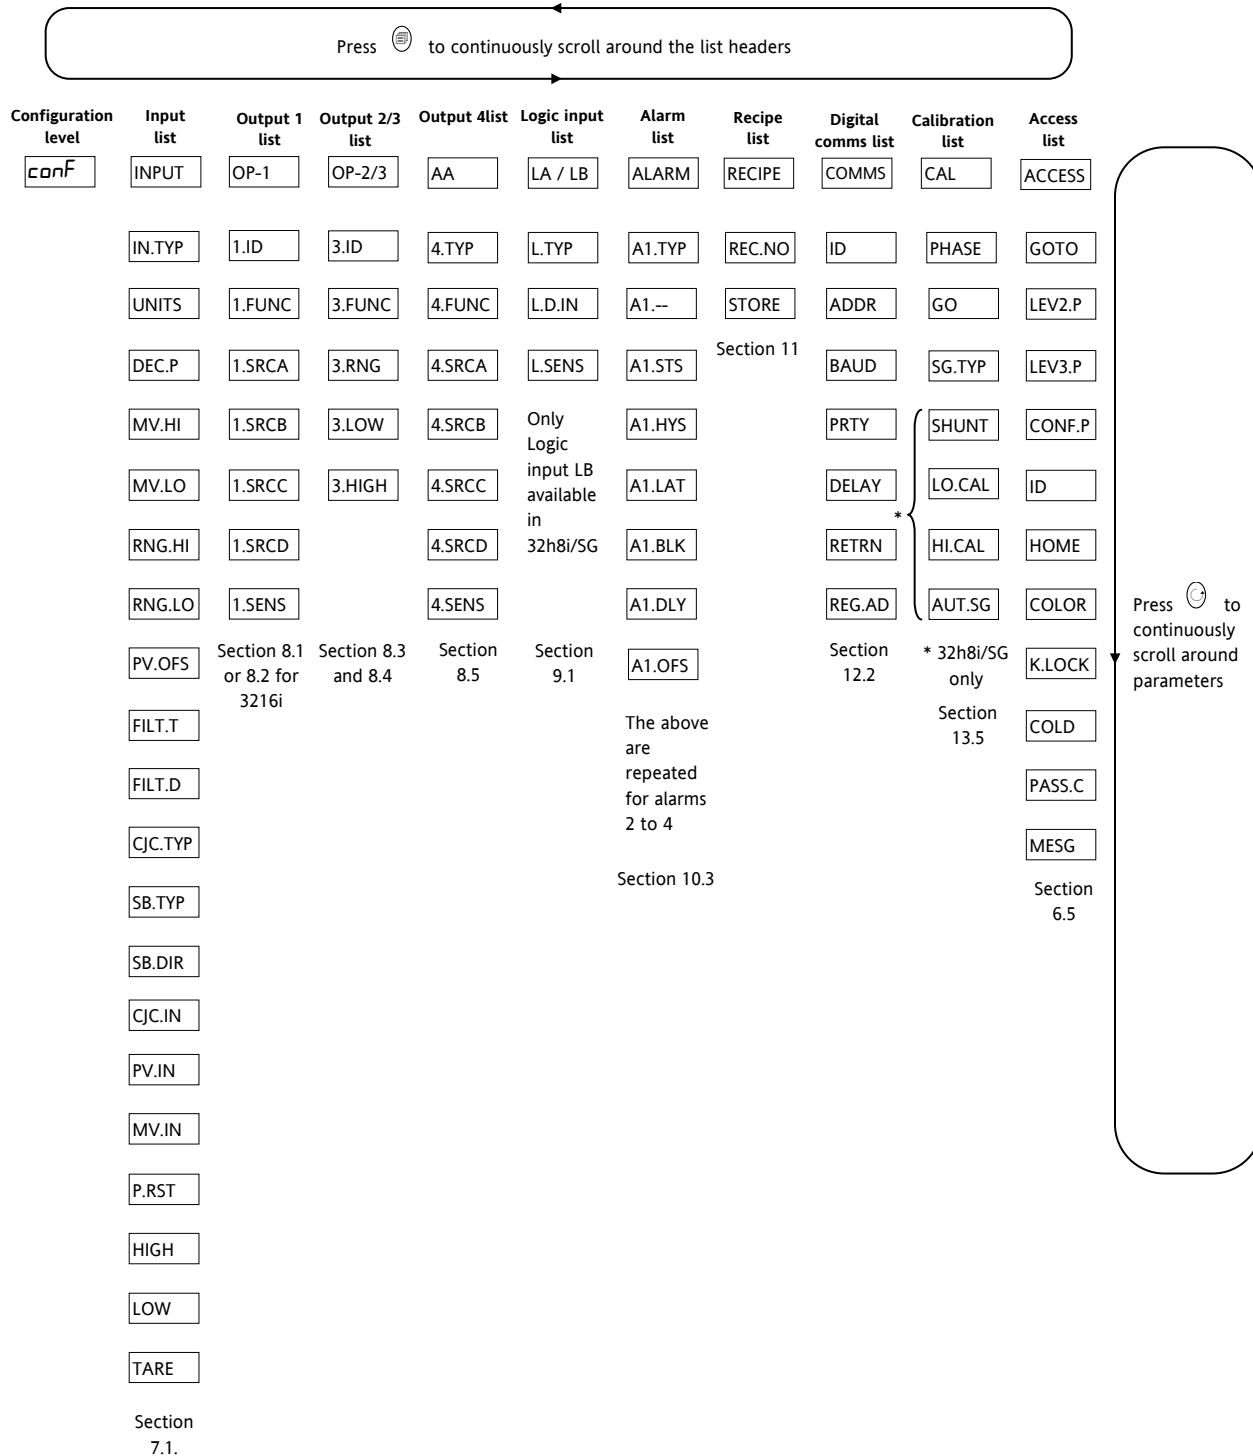 Press to continuously scroll around the list headers
Configuration
level
conF
Input
list
INPUT
IN.TYP
UNITS
DEC.P
MV.HI
MV.LO
RNG.HI
RNG.LO
PV.OFS
FILT.T
FILT.D
CJC.TYP
SB.TYP
SB.DIR
CJC.IN
PV.IN
MV.IN
P.RST
HIGH
LOW
TARE
Section
7.1.
Output 1
list
OP-1
1.ID
1.FUNC
1.SRCA
1.SRCB
1.SRCC
1.SRCD
1.SENS
Section 8.1
or 8.2 for
3216i
Output 2/3
list
OP-2/3
3.ID
3.FUNC
3.RNG
3.LOW
3.HIGH
Section 8.3
and 8.4
Output 4list
AA
4.TYP
4.FUNC
4.SRCA
4.SRCB
4.SRCC
4.SRCD
4.SENS
Section
8.5
Logic input
list
LA / LB
L.TYP
L.D.IN
L.SENS
Only
Logic
input LB
available
in
32h8i/SG
Section
9.1
Alarm
list
ALARM
A1.TYP
A1.--
A1.STS
A1.HYS
A1.LAT
A1.BLK
A1.DLY
A1.OFS
The above
are
repeated
for alarms
2 to 4
Section 10.3
Recipe
list
RECIPE
REC.NO
STORE
Section 11
Digital
comms list
COMMS
ID
ADDR
BAUD
PRTY
DELAY
RETRN
REG.AD
Section
12.2
Calibration
list
CAL
PHASE
GO
SG.TYP
*
SHUNT
LO.CAL
HI.CAL
AUT.SG
* 32h8i/SG
only
Section
13.5
Access
list
ACCESS
GOTO
LEV2.P
LEV3.P
CONF.P
ID
HOME
COLOR
K.LOCK
COLD
PASS.C
MESG
Section
6.5
Press to
continuously
scroll around
parameters